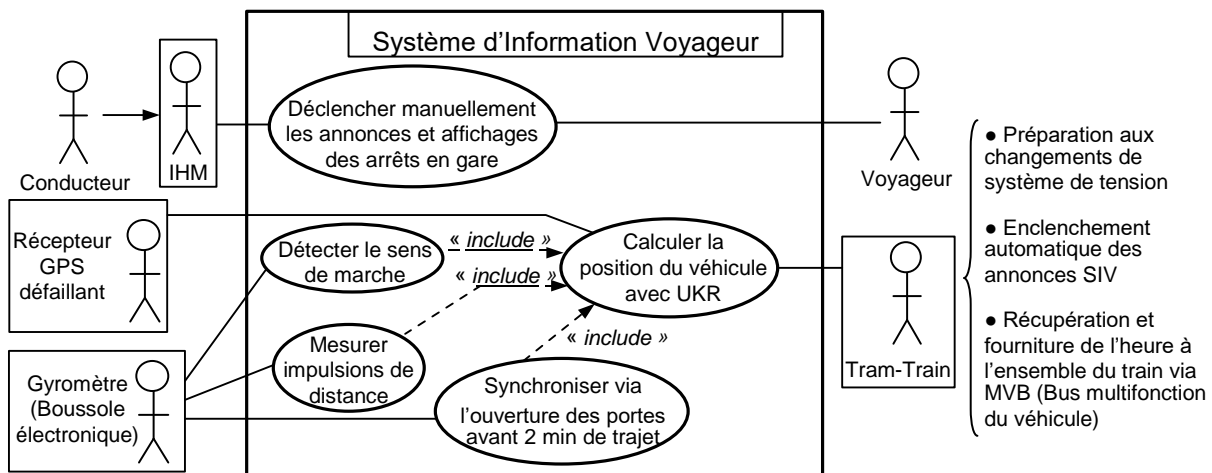 Système d'Information Voyageur
Déclencher manuellement
les annonces et affichages
des arrêts en gare
Conducteur
IHM
Voyageur
Récepteur
GPS
défaillant
Détecter le sens
de marche
« include »
« include »
Calculer la
position du véhicule
avec UKR
« include »
Mesurer
impulsions de
distance
Gyromètre
(Boussole
électronique)
Synchroniser via
l'ouverture des portes
avant 2 min de trajet
Tram-Train
● Préparation aux
changements de
système de tension
● Enclenchement
automatique des
annonces SIV
● Récupération et
fourniture de l'heure à
l'ensemble du train via
MVB (Bus multifonction
du véhicule)